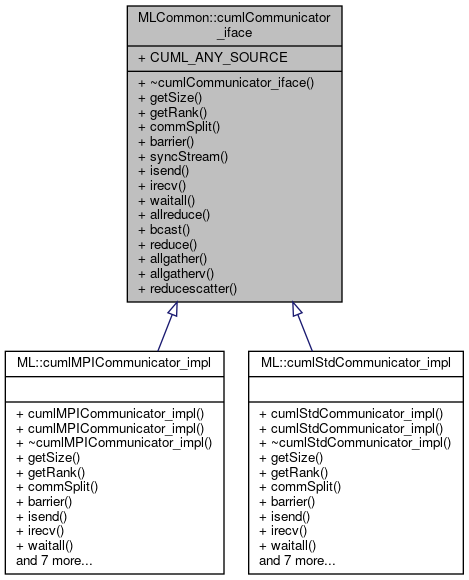 MLCommon::cumlCommunicator
_iface
+ CUML_ANY_SOURCE
+ ~cumlCommunicator_iface()
+ getSize()
+ getRank()
+ commSplit()
+ barrier()
+ syncStream()
+ isend()
+ irecv()
+ waitall()
+ allreduce()
+ bcast()
+ reduce()
+ allgather()
+ allgatherv()
+ reducescatter()
ML::cumlMPICommunicator_impl
+ cumlMPICommunicator_impl()
+ cumlMPICommunicator_impl()
+ ~cumlMPICommunicator_impl()
+ getSize()
+ getRank()
+ commSplit()
+ barrier()
+ isend()
+ irecv()
+ waitall()
and 7 more...
ML::cumlStdCommunicator_impl
+ cumlStdCommunicator_impl()
+ cumlStdCommunicator_impl()
+ ~cumlStdCommunicator_impl()
+ getSize()
+ getRank()
+ commSplit()
+ barrier()
+ isend()
+ irecv()
+ waitall()
and 7 more...